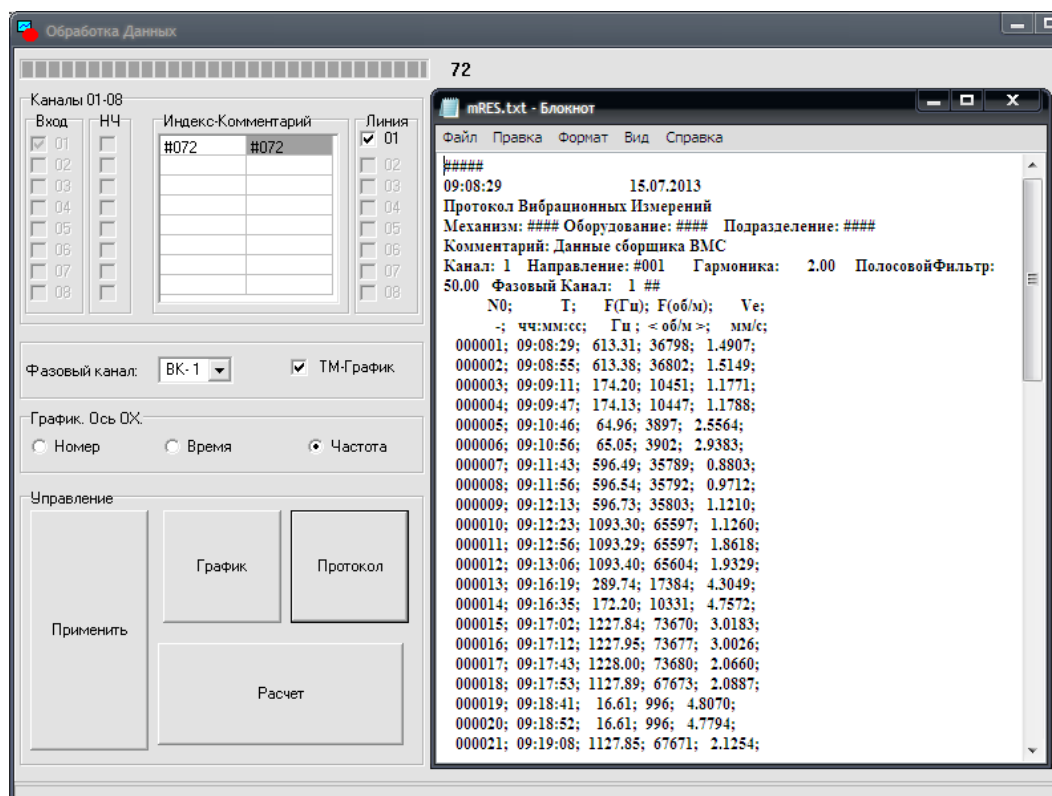 Обработка Данных
72
Каналы 01-08
Вход НЧ Индекс-Комментарий Линия
01 #072 #072 01
02 02
03 03
04 04
05 05
06 06
07 07
08 08
Фазовый канал: ВК-1 ТМ-График
График. Ось ОХ.
Номер Время Частота
Управление
Применить
График
Протокол
Расчет
mRES.txt - Блокнот
Файл Правка Формат Вид Справка
#####
09:08:29 15.07.2013
Протокол Вибрационных Измерений
Механизм: #### Оборудование: #### Подразделение: ####
Комментарий: Данные сборщика ВМС
Канал: 1 Направление: #001 Гармоника: 2.00 ПолосовойФильтр:
50.00 Фазовый Канал: 1 ##
N0; T; F(Гц); F(об/м); Ve;
-; чч:мм:сс; Гц ; < об/м >; мм/с;
000001; 09:08:29; 613.31; 36798; 1.4907;
000002; 09:08:55; 613.38; 36802; 1.5149;
000003; 09:09:11; 174.20; 10451; 1.1771;
000004; 09:09:47; 174.13; 10447; 1.1788;
000005; 09:10:46; 64.96; 3897; 2.5564;
000006; 09:10:56; 65.05; 3902; 2.9383;
000007; 09:11:43; 596.49; 35789; 0.8803;
000008; 09:11:56; 596.54; 35792; 0.9712;
000009; 09:12:13; 596.73; 35803; 1.1210;
000010; 09:12:23; 1093.30; 65597; 1.1260;
000011; 09:12:56; 1093.29; 65597; 1.8618;
000012; 09:13:06; 1093.40; 65604; 1.9329;
000013; 09:16:19; 289.74; 17384; 4.3049;
000014; 09:16:35; 172.20; 10331; 4.7572;
000015; 09:17:02; 1227.84; 73670; 3.0183;
000016; 09:17:12; 1227.95; 73677; 3.0026;
000017; 09:17:43; 1228.00; 73680; 2.0660;
000018; 09:17:53; 1127.89; 67673; 2.0887;
000019; 09:18:41; 16.61; 996; 4.8070;
000020; 09:18:52; 16.61; 996; 4.7794;
000021; 09:19:08; 1127.85; 67671; 2.1254;